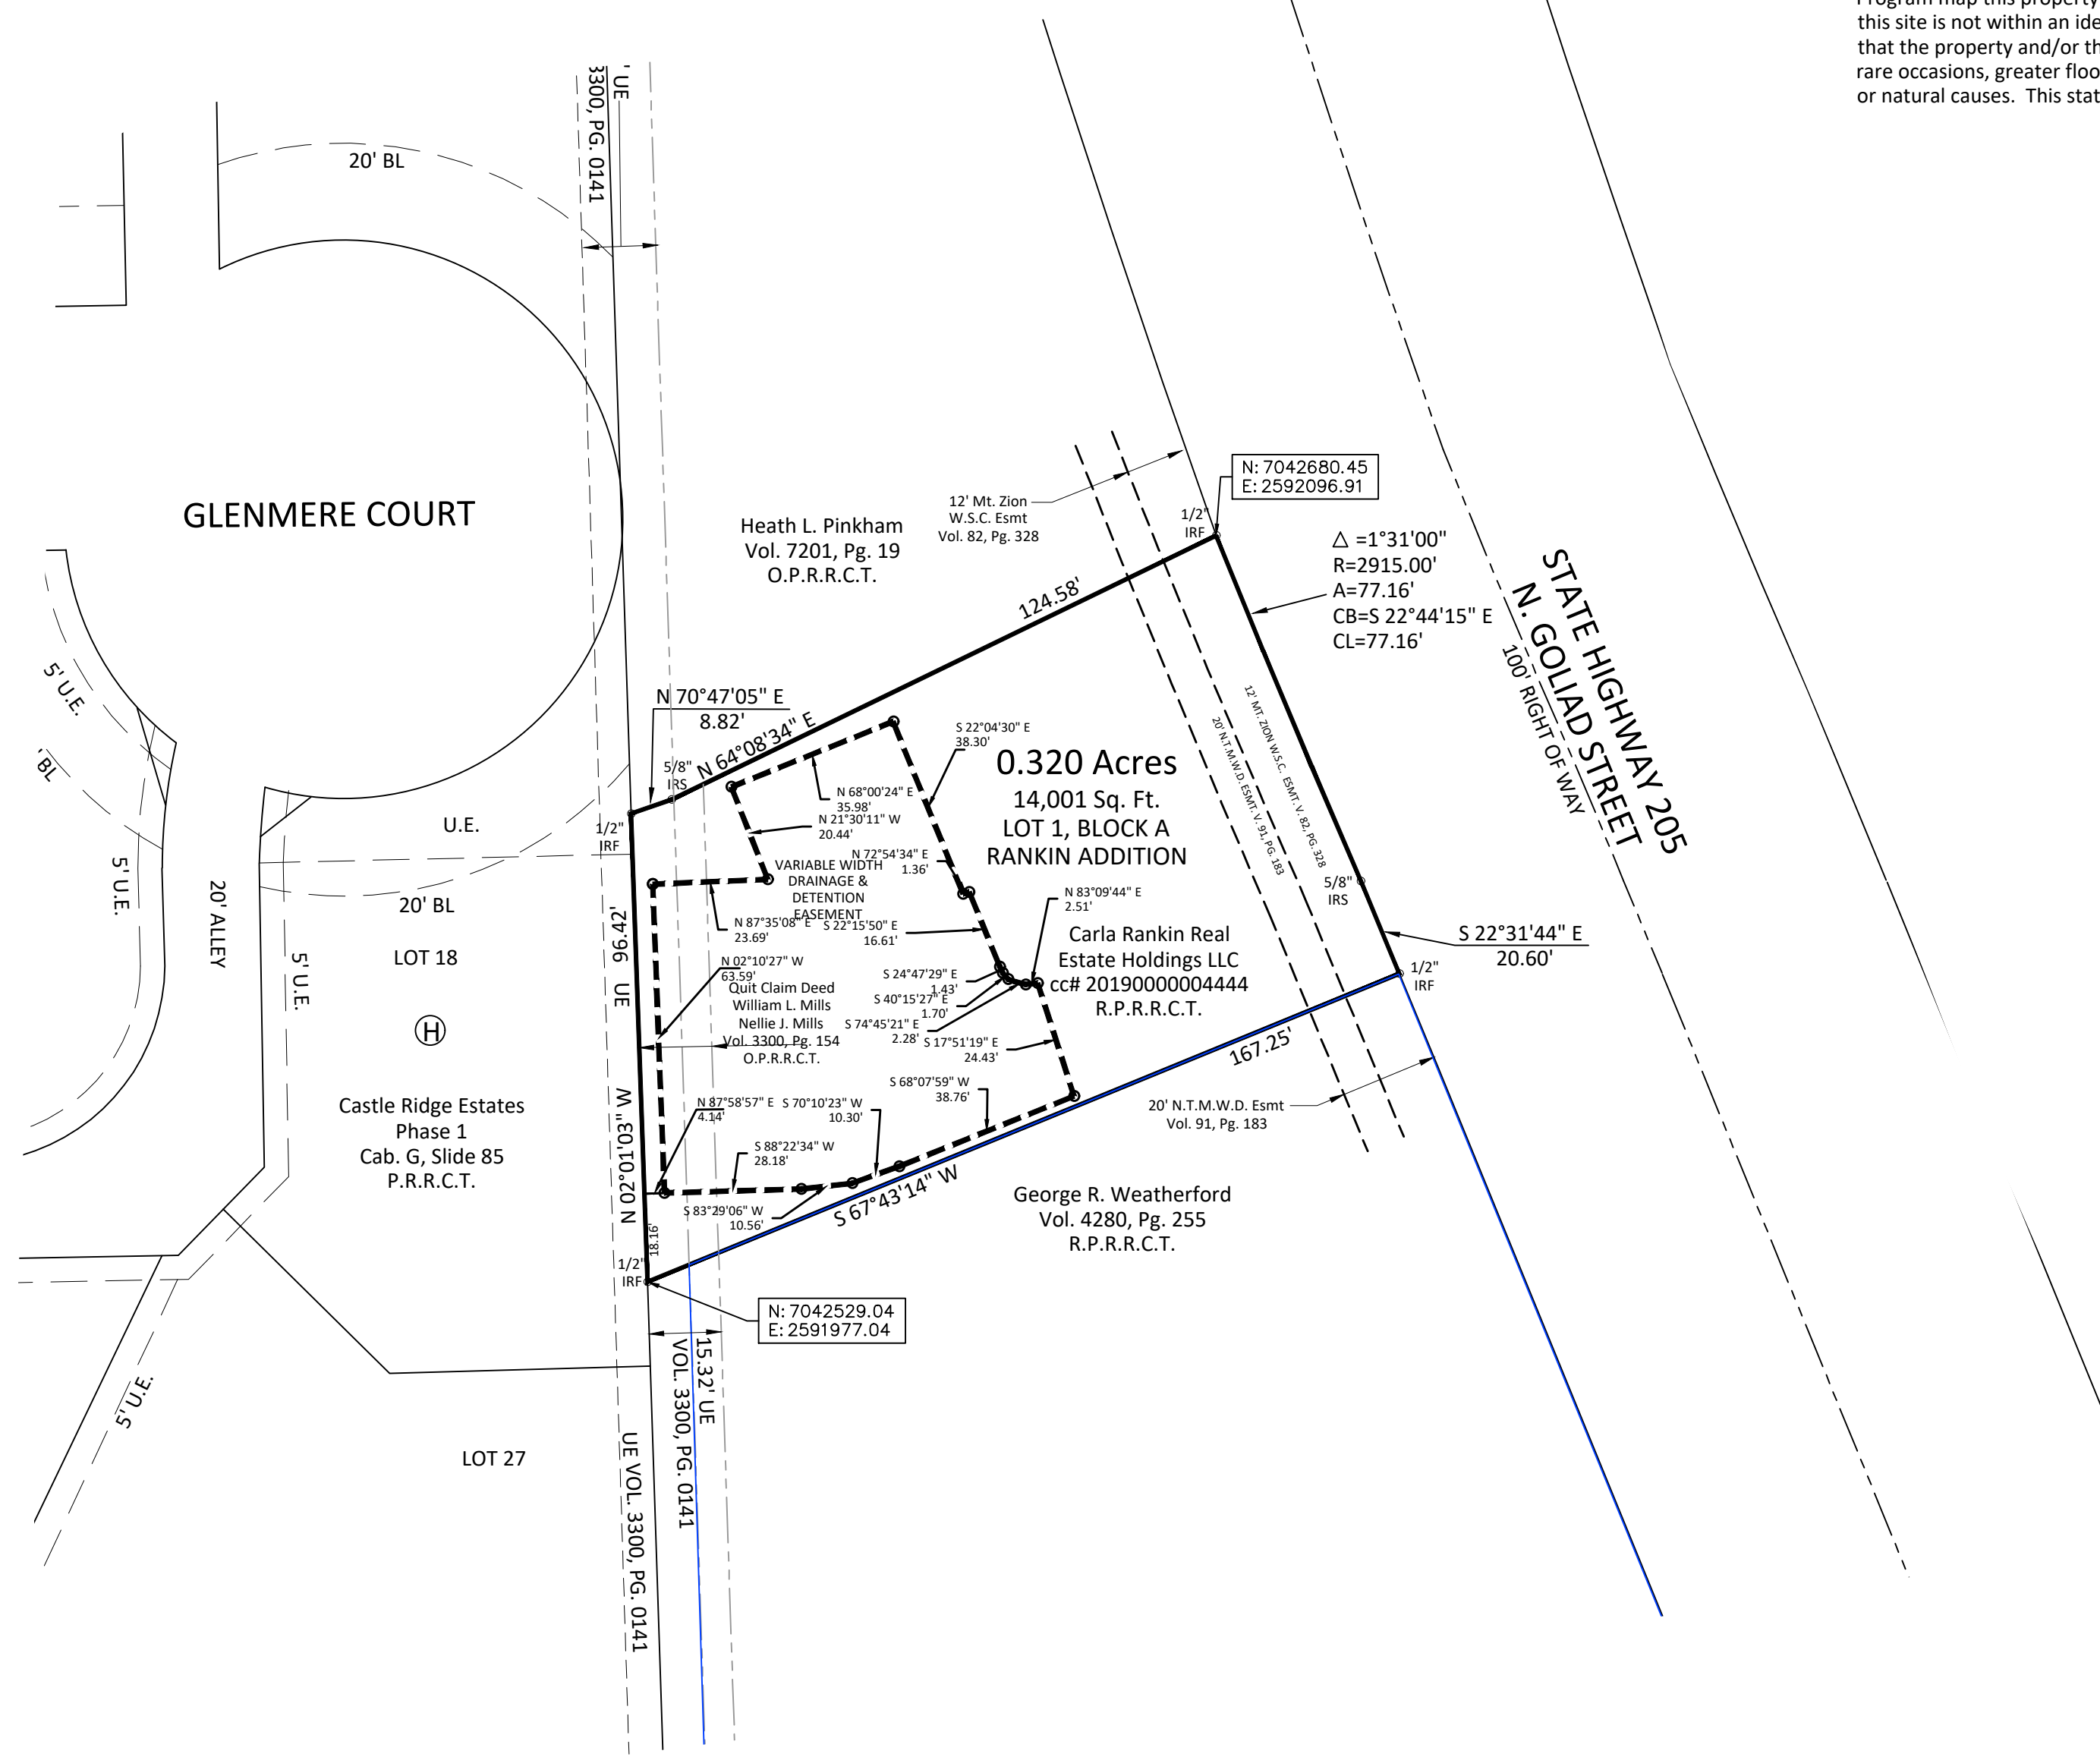 Program map this property
this site is not within an ide
that the property and/or th
rare occasions, greater floo
or natural causes. This stat
' UE
3300, PG. 0141
20' BL
GLENMERE COURT
Heath L. Pinkham
Vol. 7201, Pg. 19
O.P.R.R.C.T.
12' Mt. Zion
W.S.C. Esmt
Vol. 82, Pg. 328
N: 7042680.45
E: 2592096.91
1/2"
IRF
△ =1°31'00"
R=2915.00'
A=77.16'
CB=S 22°44'15" E
CL=77.16'
STATE HIGHWAY 205
N. GOLIAD STREET
100' RIGHT OF WAY
124.58'
N 64°08'34" E
N 70°47'05" E
8.82'
5/8"
IRS
1/2"
IRF
5' U.E.
' BL
U.E.
20' BL
LOT 18
5' U.E.
20' ALLEY
5' U.E.
H
Castle Ridge Estates
Phase 1
Cab. G, Slide 85
P.R.R.C.T.
S 22°04'30" E
38.30'
0.320 Acres
14,001 Sq. Ft.
LOT 1, BLOCK A
RANKIN ADDITION
N 68°00'24" E
35.98'
N 21°30'11" W
20.44'
N 72°54'34" E
1.36'
VARIABLE WIDTH
DRAINAGE &
DETENTION
EASEMENT
N 87°35'08" E
23.69'
S 22°15'50" E
16.61'
N 83°09'44" E
2.51'
12' MT. ZION W.S.C. ESMT. V. 82, PG. 328
20' N.T.M.W.D. ESMT. V. 91, PG. 183
5/8"
IRS
Carla Rankin Real
Estate Holdings LLC
cc# 20190000004444
R.P.R.R.C.T.
S 22°31'44" E
20.60'
1/2"
IRF
N 02°10'27" W
63.59'
Quit Claim Deed
William L. Mills
Nellie J. Mills
Vol. 3300, Pg. 154
O.P.R.R.C.T.
S 24°47'29" E
1.43'
S 40°15'27" E
1.70'
S 74°45'21" E
2.28'
S 17°51'19" E
24.43'
96.42'
UE
N 02°01'03" W
S 68°07'59" W
38.76'
N 87°58'57" E
4.14'
S 70°10'23" W
10.30'
S 88°22'34" W
28.18'
S 83°29'06" W
10.56'
18.16'
167.25'
S 67°43'14" W
20' N.T.M.W.D. Esmt
Vol. 91, Pg. 183
George R. Weatherford
Vol. 4280, Pg. 255
R.P.R.R.C.T.
1/2"
IRF
N: 7042529.04
E: 2591977.04
15.32' UE
VOL. 3300, PG. 0141
UE VOL. 3300, PG. 0141
5' U.E.
LOT 27